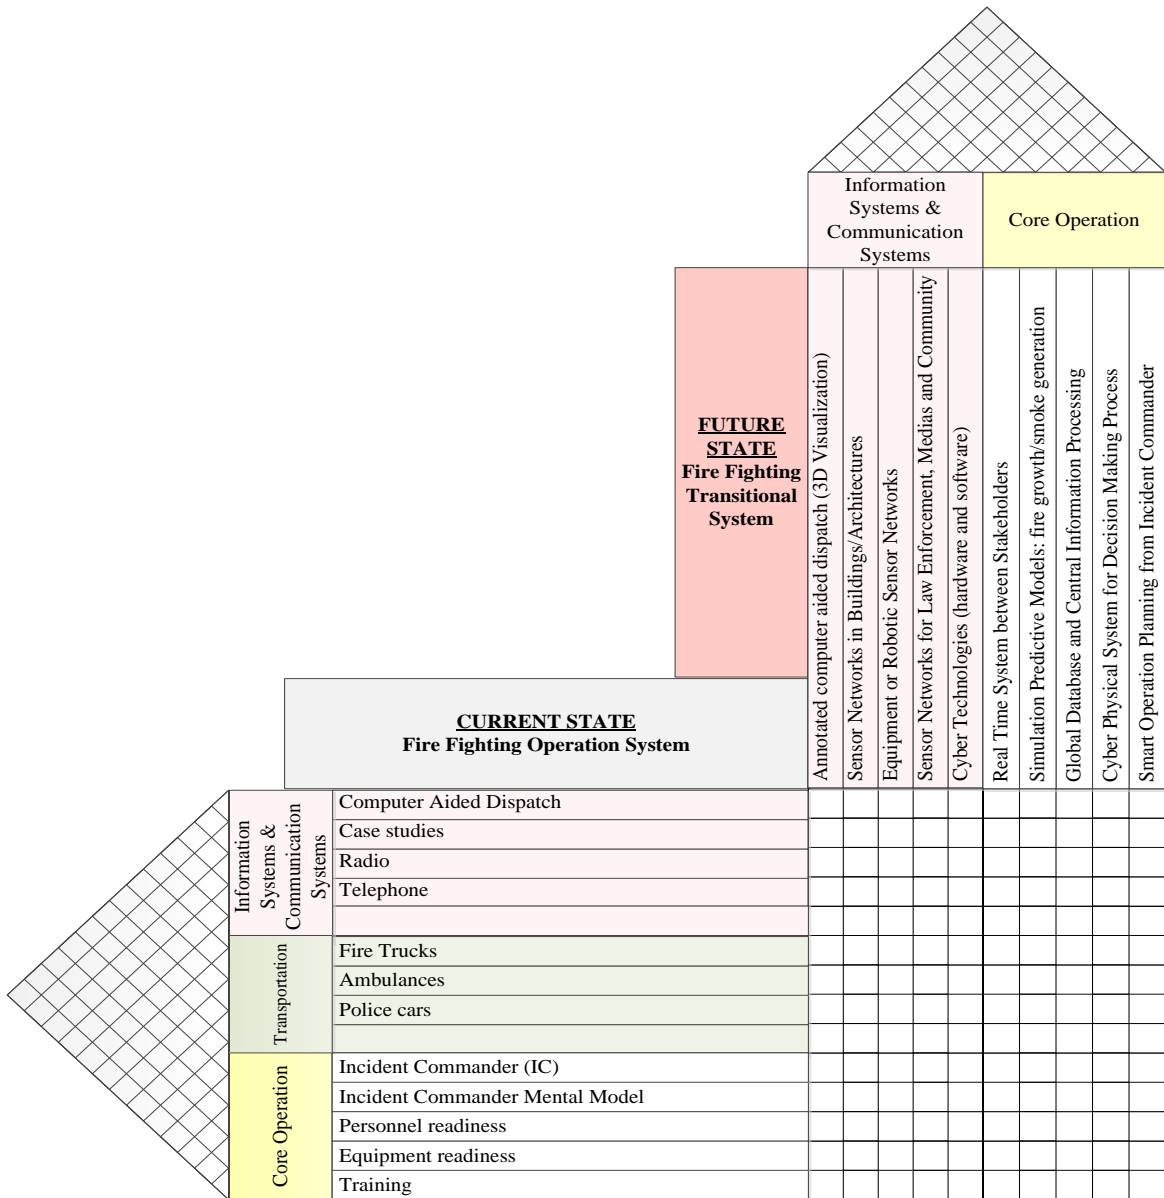 Information
Systems &
Communication
Systems
Core Operation
FUTURE
STATE
Fire Fighting
Transitional
System
Annotated computer aided dispatch (3D Visualization)
Sensor Networks in Buildings/Architectures
Equipment or Robotic Sensor Networks
Sensor Networks for Law Enforcement, Medias and Community
Cyber Technologies (hardware and software)
Real Time System between Stakeholders
Simulation Predictive Models: fire growth/smoke generation
Global Database and Central Information Processing
Cyber Physical System for Decision Making Process
Smart Operation Planning from Incident Commander
CURRENT STATE
Fire Fighting Operation System
Information
Systems &
Communication
Systems
Computer Aided Dispatch
Case studies
Radio
Telephone
Transportation
Fire Trucks
Ambulances
Police cars
Core Operation
Incident Commander (IC)
Incident Commander Mental Model
Personnel readiness
Equipment readiness
Training